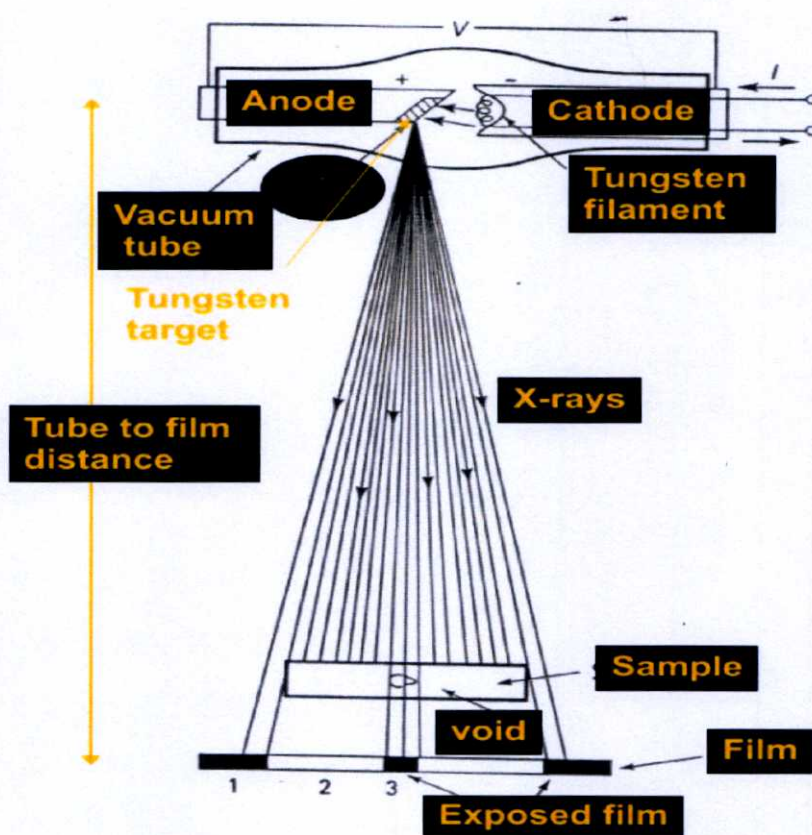 V
+
-
I
Anode
Cathode
Tungsten
filament
Vacuum
tube
Tungsten
target
X-rays
Tube to film
distance
Sample
void
Film
1 2 3
Exposed film